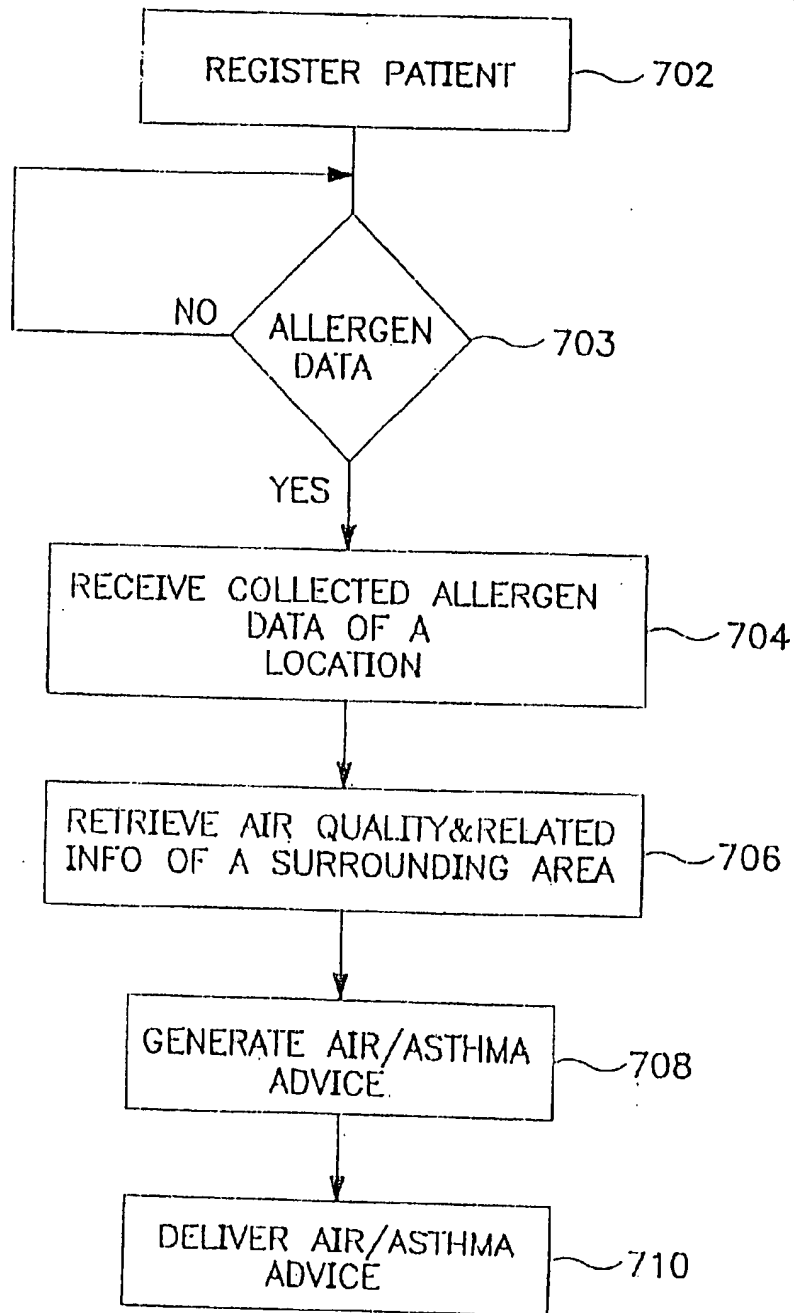 REGISTER PATIENT
702
NO
ALLERGEN
DATA
703
YES
RECEIVE COLLECTED ALLERGEN
DATA OF A
LOCATION
704
RETRIEVE AIR QUALITY&RELATED
INFO OF A SURROUNDING AREA
706
GENERATE AIR/ASTHMA
ADVICE
708
DELIVER AIR/ASTHMA
ADVICE
710